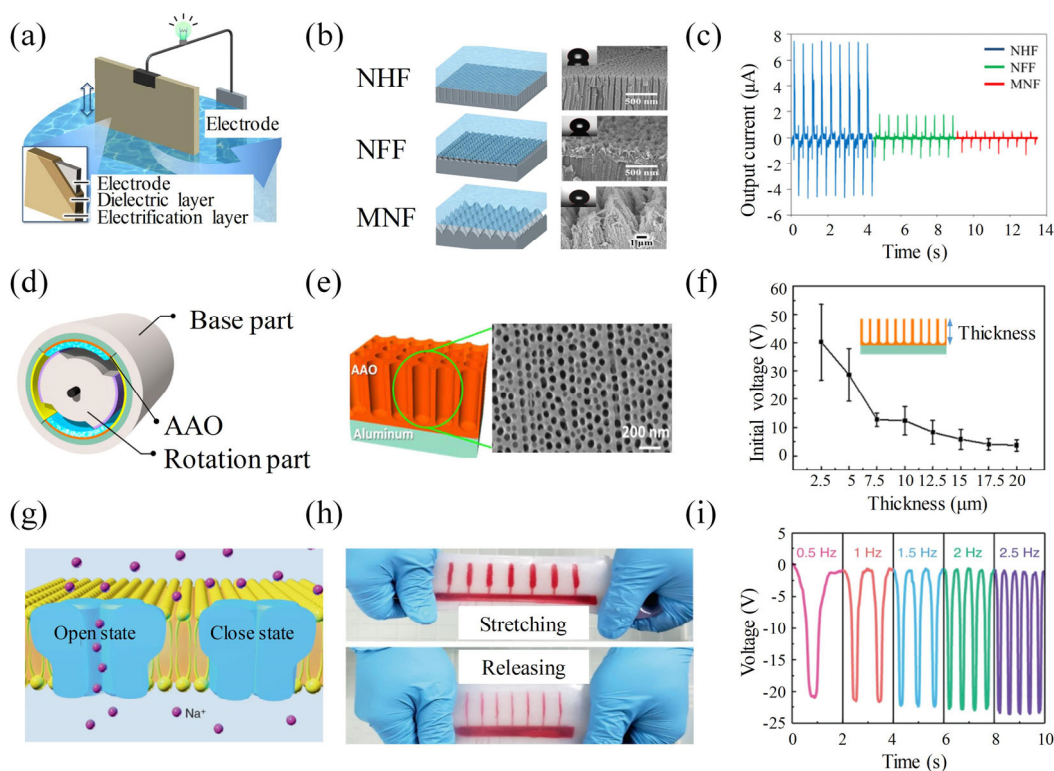 (a)
Electrode
Electrode
Dielectric layer
Electrification layer
(b)
NHF
500 nm
NFF
500 nm
MNF
1μm
(c)
Output current (μA)
8
6
4
2
0
-2
-4
-6
NHF
NFF
MNF
0 2 4 6 8 10 12 14
Time (s)
(d)
Base part
AAO
Rotation part
(e)
AAO
Aluminum
200 nm
(f)
Initial voltage (V)
60
50
40
30
20
10
0
Thickness
2.5 5 7.5 10 12.5 15 17.5 20
Thickness (μm)
(g)
Open state
Close state
Na⁺
(h)
Stretching
Releasing
(i)
Voltage (V)
5
0
-5
-10
-15
-20
-25
0.5 Hz 1 Hz 1.5 Hz 2 Hz 2.5 Hz
0 2 4 6 8 10
Time (s)